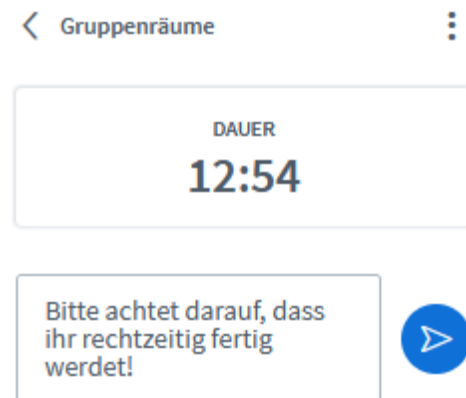 Gruppenräume
DAUER
12:54
Bitte achtet darauf, dass
ihr rechtzeitig fertig
werdet!